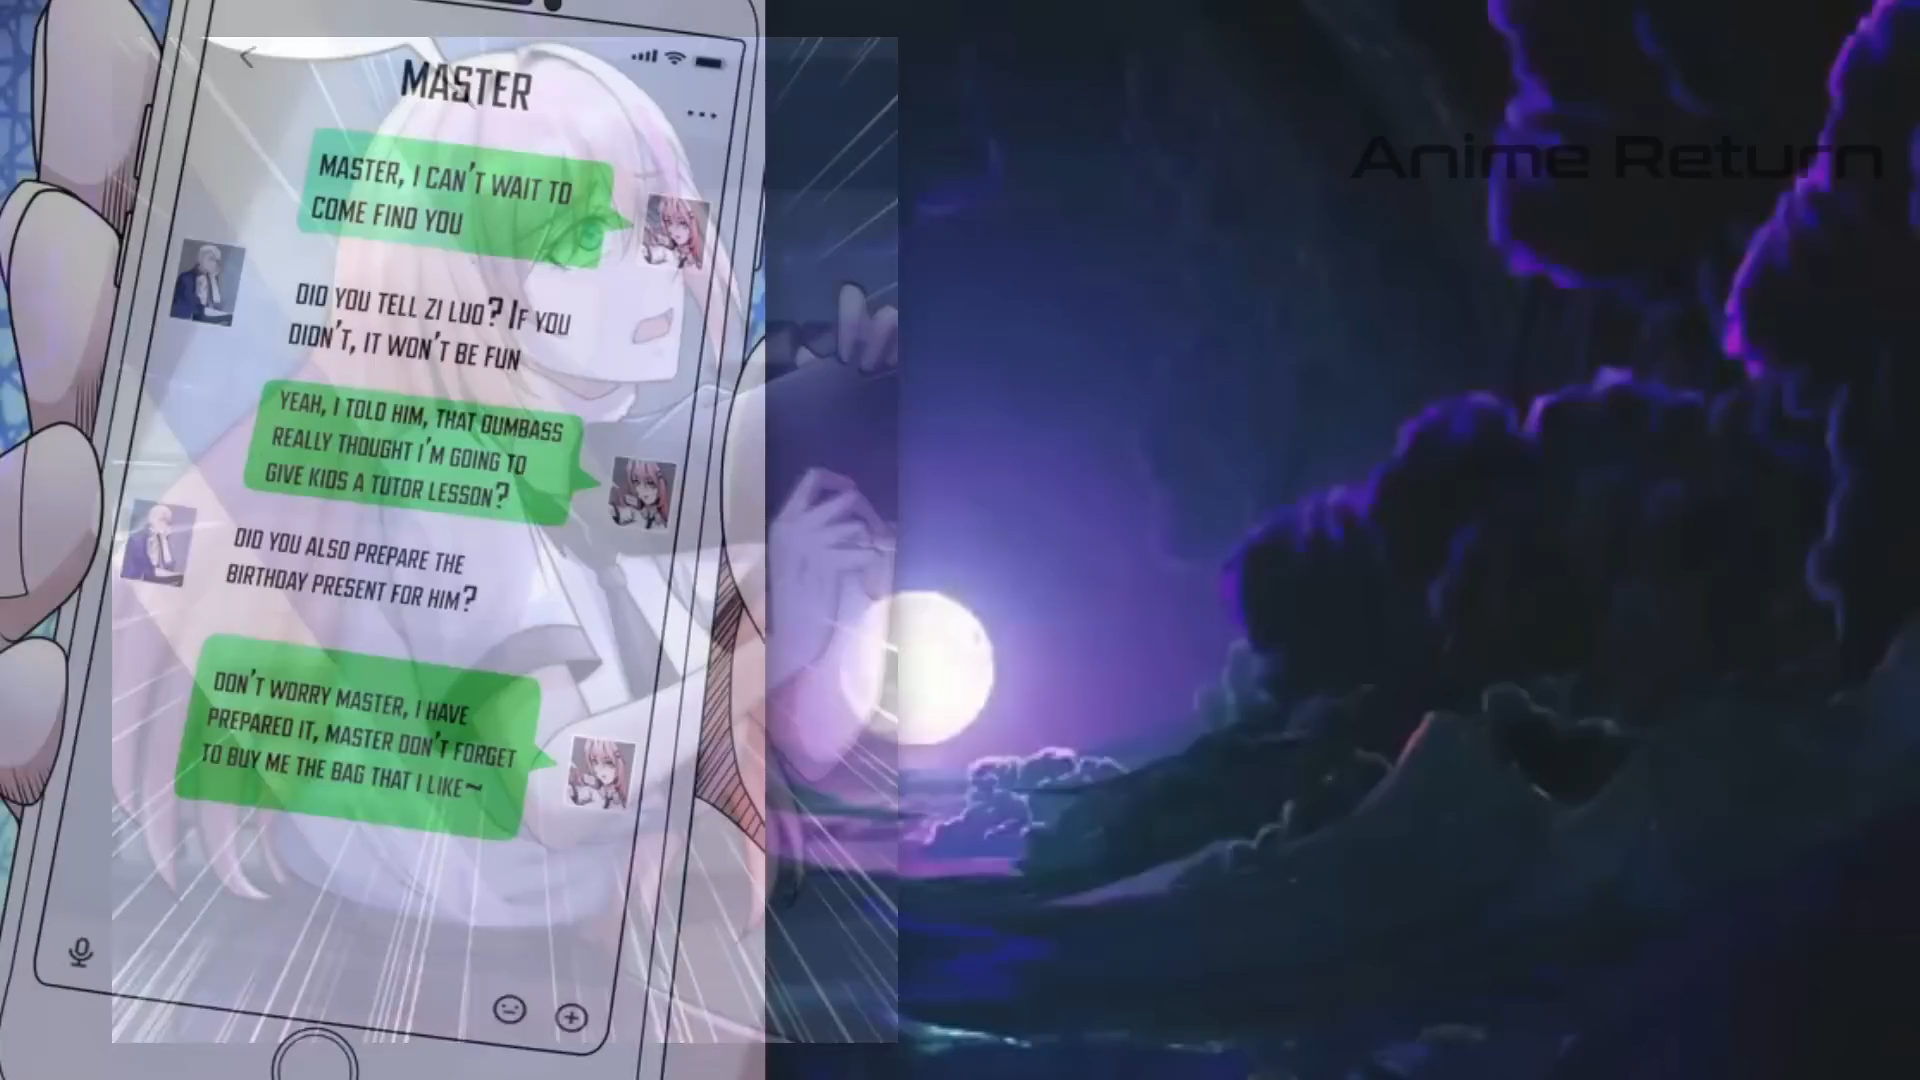 MASTER
MASTER, I CAN'T WAIT TO
COME FIND YOU
DID YOU TELL ZI LUO? IF YOU
DIDN'T, IT WON'T BE FUN
YEAH, I TOLD HIM, THAT DUMBASS
REALLY THOUGHT I'M GOING TO
GIVE KIDS A TUTOR LESSON?
DID YOU ALSO PREPARE THE
BIRTHDAY PRESENT FOR HIM?
DON'T WORRY MASTER, I HAVE
PREPARED IT, MASTER DON'T FORGET
TO BUY ME THE BAG THAT I LIKE~
Anime Return